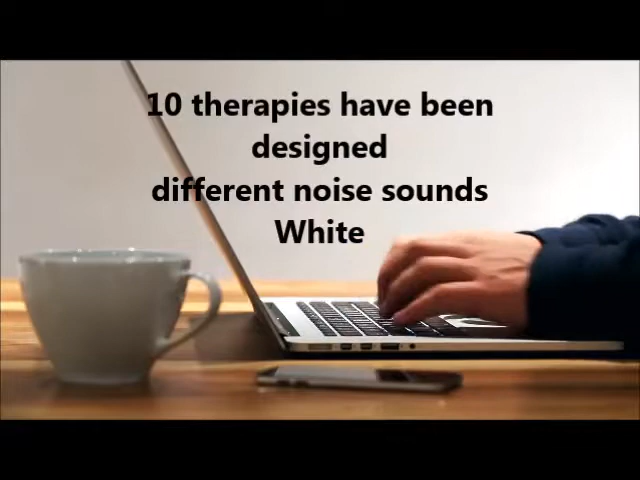 10 therapies have been
designed
different noise sounds
White